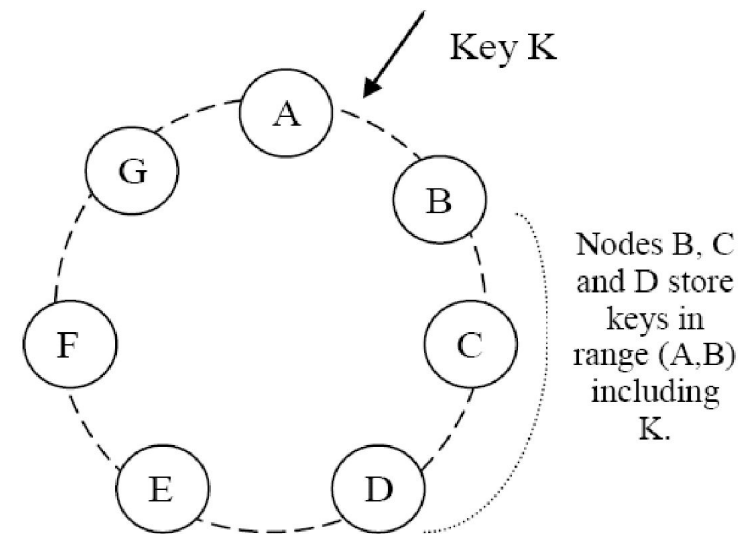 Key K
A
G
B
Nodes B, C
and D store
keys in
range (A,B)
including
K.
F
C
E
D